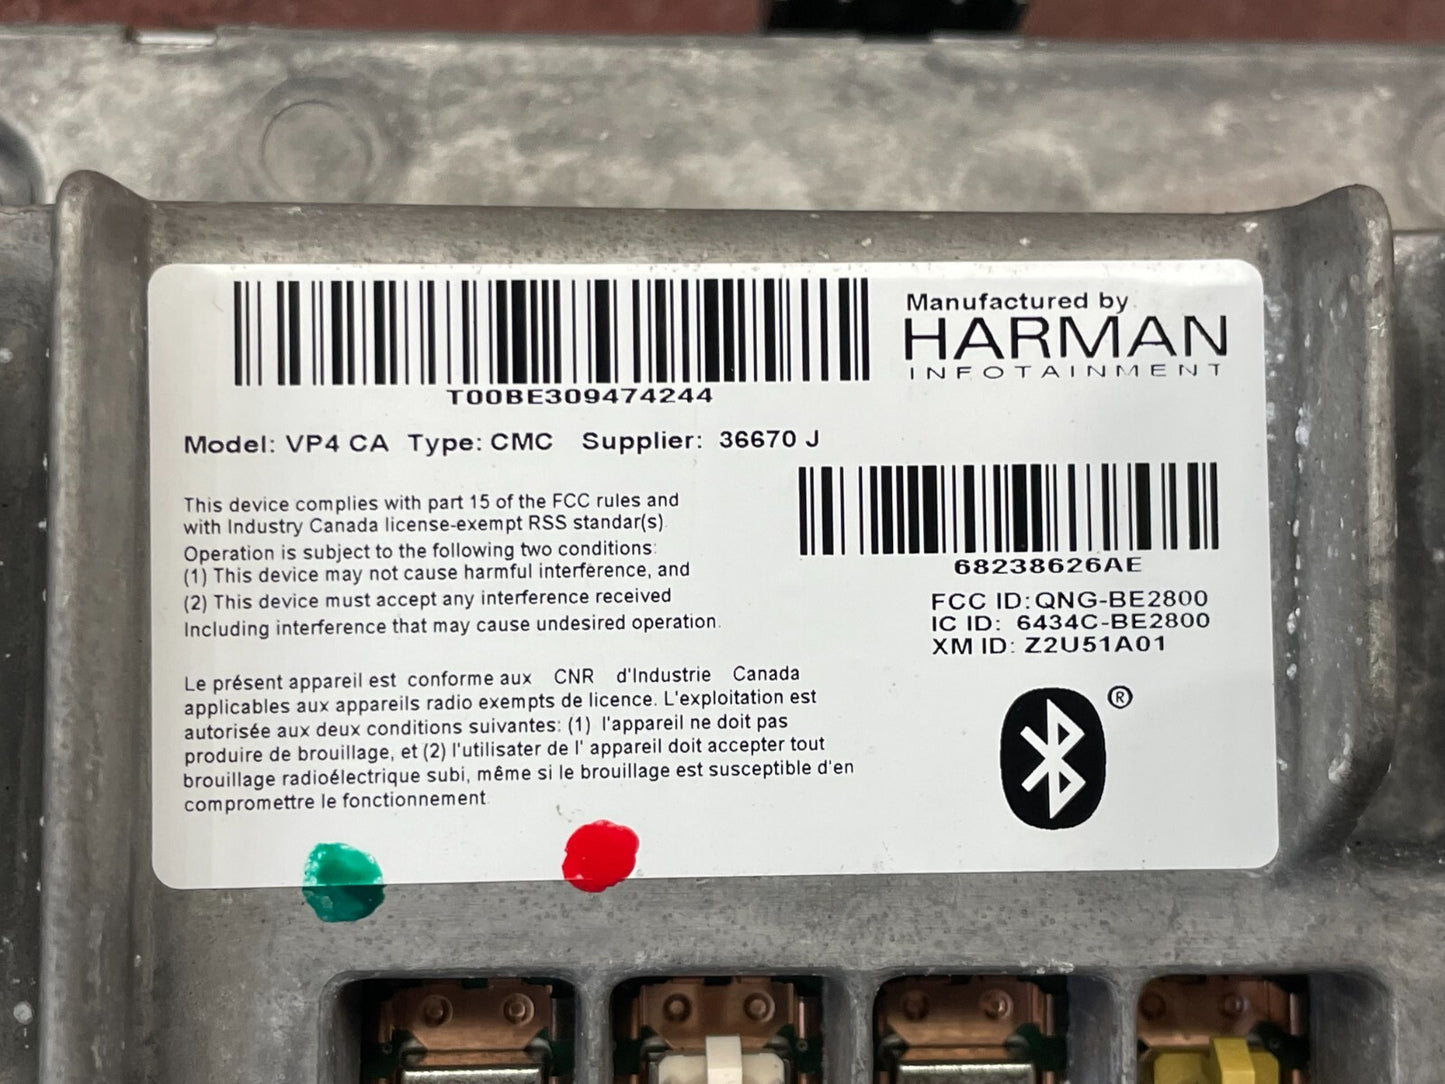 T00BE309474244
Manufactured by
HARMAN
INFOTAINMENT
Model: VP4 CA Type: CMC Supplier: 36670 J
This device complies with part 15 of the FCC rules and
with Industry Canada license-exempt RSS standar(s).
Operation is subject to the following two conditions:
(1) This device may not cause harmful interference, and
(2) This device must accept any interference received
Including interference that may cause undesired operation.
68238626AE
FCC ID: QNG-BE2800
IC ID: 6434C-BE2800
XM ID: Z2U51A01
®
Le présent appareil est conforme aux CNR d'Industrie Canada
applicables aux appareils radio exempts de licence. L'exploitation est
autorisée aux deux conditions suivantes: (1) l'appareil ne doit pas
produire de brouillage, et (2) l'utilisater de l' appareil doit accepter tout
brouillage radioélectrique subi, même si le brouillage est susceptible d'en
compromettre le fonctionnement.